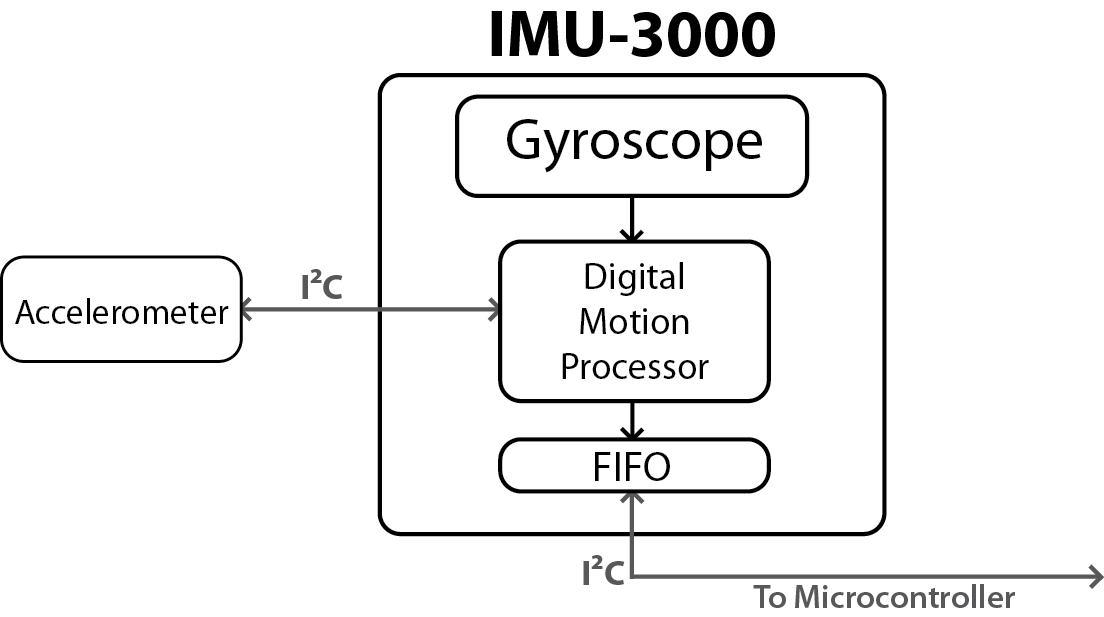 IMU-3000
Gyroscope
Digital
Motion
Processor
I²C
Accelerometer
FIFO
I²C
To Microcontroller